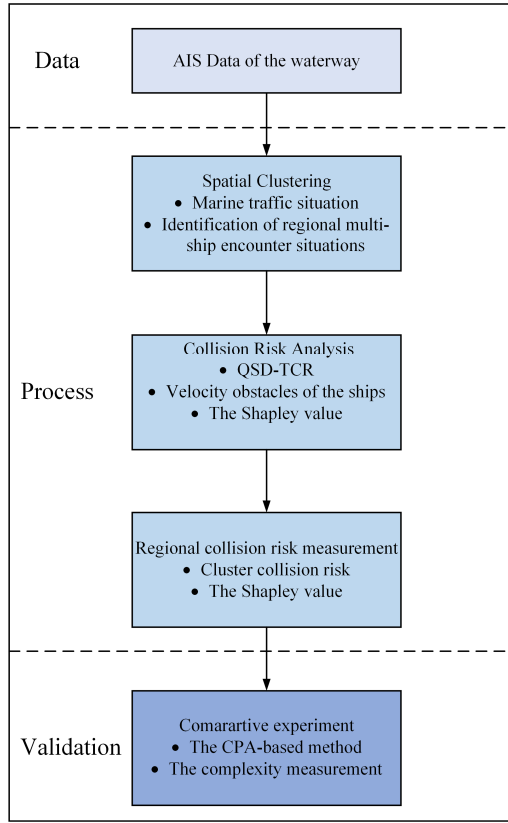 Data
AIS Data of the waterway
Process
Spatial Clustering
• Marine traffic situation
• Identification of regional multi-
ship encounter situations
Collision Risk Analysis
• QSD-TCR
• Velocity obstacles of the ships
• The Shapley value
Regional collision risk measurement
• Cluster collision risk
• The Shapley value
Validation
Comarartive experiment
• The CPA-based method
• The complexity measurement